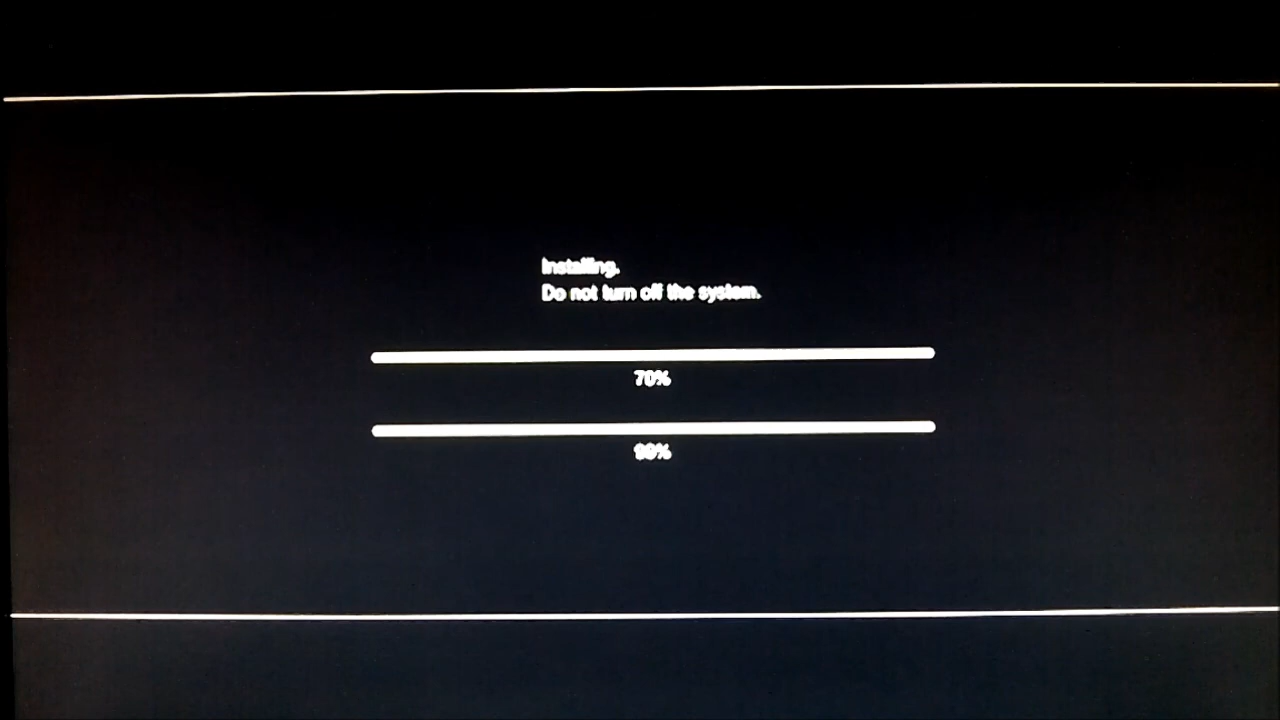 Installing.
Do not turn off the system.
70%
99%